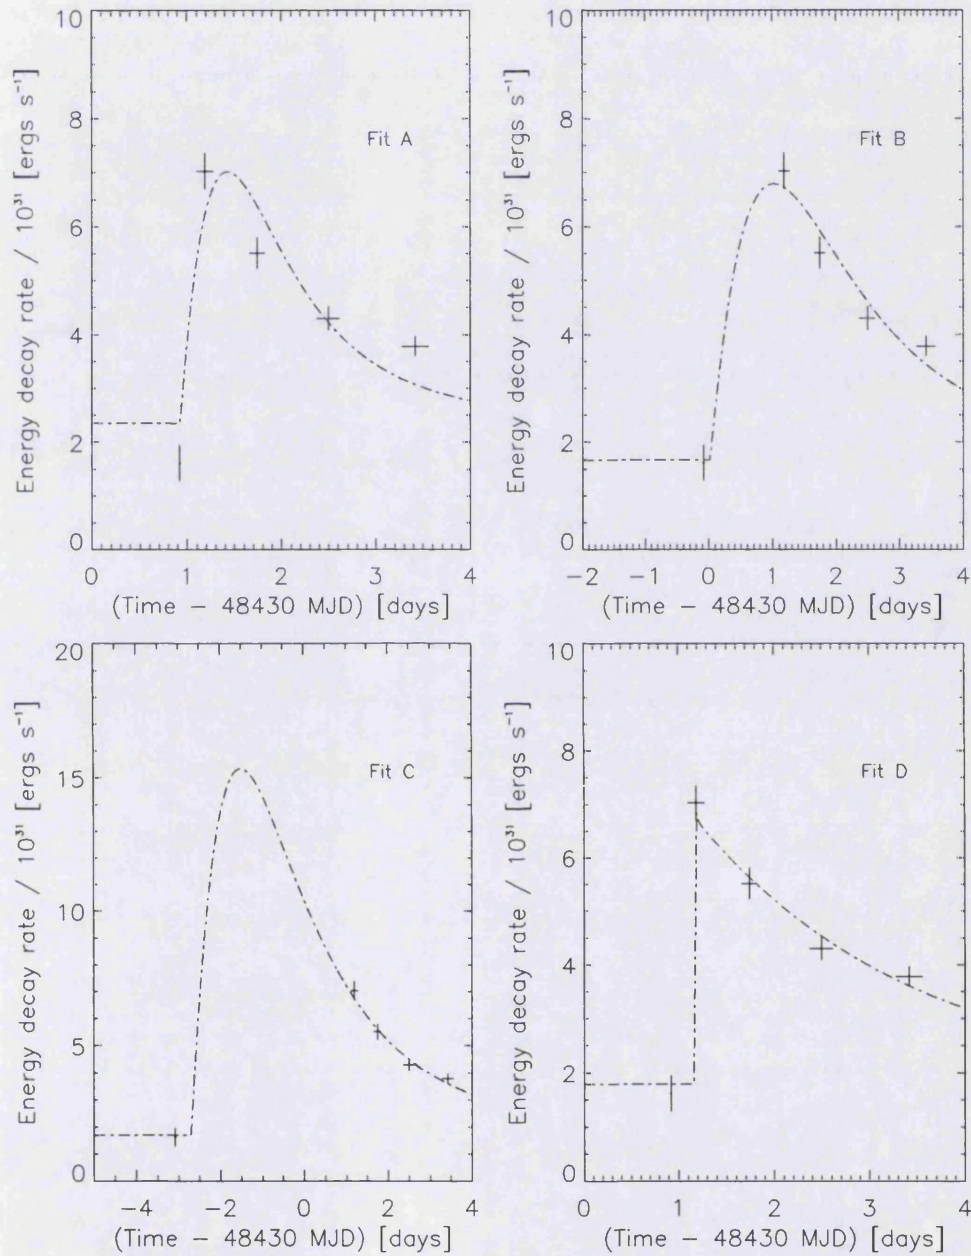 10
8
6
4
2
0
Energy decay rate / 10³¹ [ergs s⁻¹]
Fit A
0 1 2 3 4
(Time – 48430 MJD) [days]
10
8
6
4
2
0
Energy decay rate / 10³¹ [ergs s⁻¹]
Fit B
−2 −1 0 1 2 3 4
(Time – 48430 MJD) [days]
20
15
10
5
0
Energy decay rate / 10³¹ [ergs s⁻¹]
Fit C
−4 −2 0 2 4
(Time – 48430 MJD) [days]
10
8
6
4
2
0
Energy decay rate / 10³¹ [ergs s⁻¹]
Fit D
0 1 2 3 4
(Time – 48430 MJD) [days]